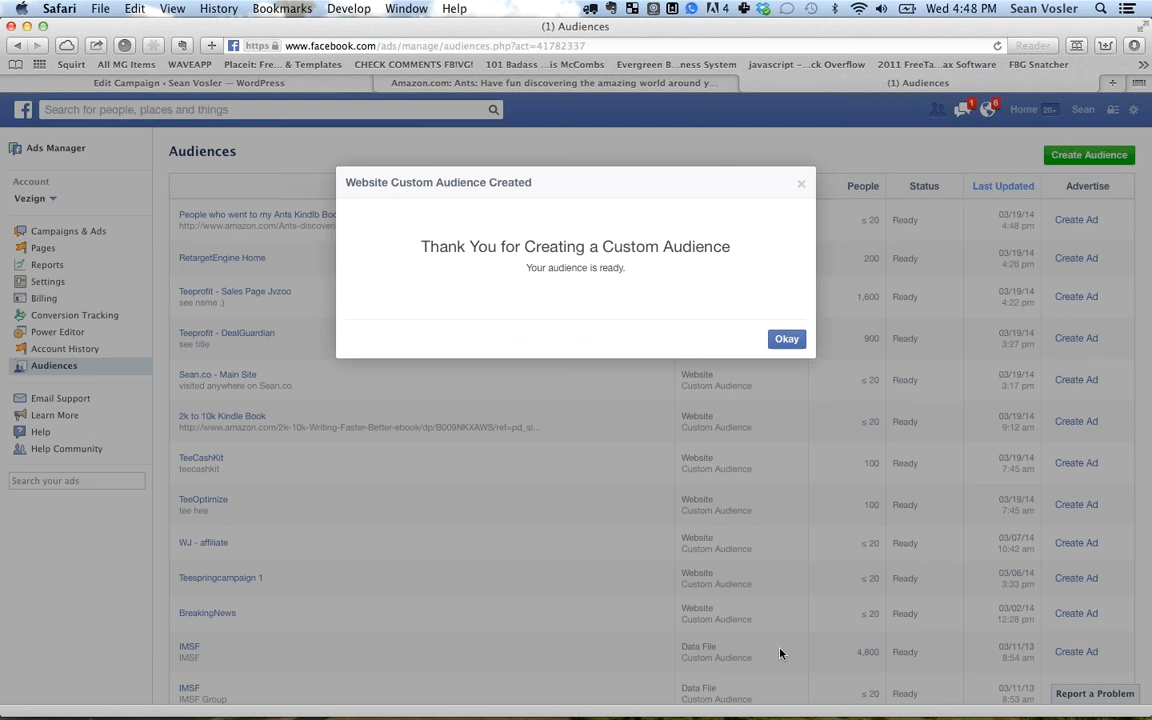 Safari File Edit View History Bookmarks Develop Window Help 4 Wed 4:48 PM Sean Vosler
(1) Audiences
https www.facebook.com/ads/manage/audiences.php?act=41782337 Reader
Squirt All MG Items WAVEAPP Placeit: Fre... & Templates CHECK COMMENTS FBIVG! 101 Badass ...is McCombs Evergreen B...ness System javascript -...ck Overflow 2011 FreeTa...ax Software FBG Snatcher
Edit Campaign ‹ Sean Vosler — WordPress Amazon.com: Ants: Have fun discovering the amazing world around y... (1) Audiences
Search for people, places and things 1 6 Home 20+ Sean
Ads Manager
Account
Vezign
Campaigns & Ads
Pages
Reports
Settings
Billing
Conversion Tracking
Power Editor
Account History
Audiences
Email Support
Learn More
Help
Help Community
Search your ads
Audiences
Create Audience
People Status Last Updated Advertise
People who went to my Ants Kindlb Boo ≤ 20 Ready 03/19/14 Create Ad
http://www.amazon.com/Ants-discover 4:48 pm
RetargetEngine Home 200 Ready 03/19/14 Create Ad
4:26 pm
Teeprofit - Sales Page Jvzoo 1,600 Ready 03/19/14 Create Ad
see name ;) 4:22 pm
Teeprofit - DealGuardian 900 Ready 03/19/14 Create Ad
see title 3:27 pm
Sean.co - Main Site Website ≤ 20 Ready 03/19/14 Create Ad
visited anywhere on Sean.co Custom Audience 3:17 pm
2k to 10k Kindle Book Website ≤ 20 Ready 03/19/14 Create Ad
http://www.amazon.com/2k-10k-Writing-Faster-Better-ebook/dp/B009NKXAWS/ref=pd_si... Custom Audience 9:12 am
TeeCashKit Website 100 Ready 03/19/14 Create Ad
teecashkit Custom Audience 7:45 am
TeeOptimize Website 100 Ready 03/19/14 Create Ad
tee hee Custom Audience 7:45 am
WJ - affiliate Website ≤ 20 Ready 03/07/14 Create Ad
Custom Audience 10:42 am
Teespringcampaign 1 Website ≤ 20 Ready 03/06/14 Create Ad
Custom Audience 3:33 pm
BreakingNews Website ≤ 20 Ready 03/02/14 Create Ad
Custom Audience 12:28 pm
IMSF Data File 4,800 Ready 03/11/13 Create Ad
IMSF Custom Audience 8:54 am
IMSF Data File ≤ 20 Ready 03/11/13
IMSF Group Custom Audience 8:53 am
Report a Problem
Website Custom Audience Created
Thank You for Creating a Custom Audience
Your audience is ready.
Okay